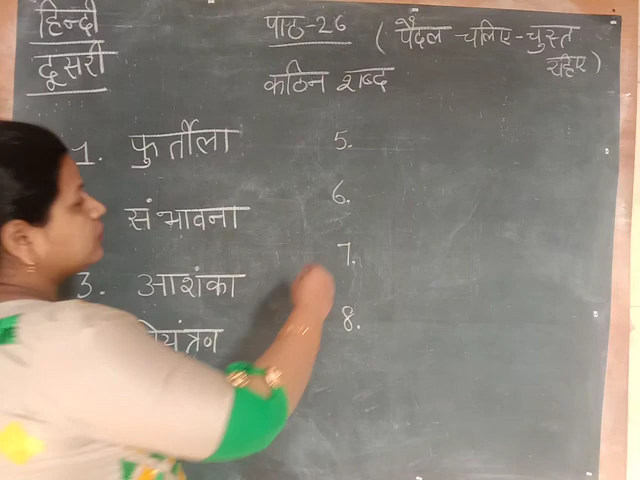 हिन्दी
दूसरी
पाठ-26 (पैदल चलिए-चुस्त
रहिए)
कठिन शब्द
1. फुर्तीला
संभावना
3. आशंका
5.
6.
7.
8.